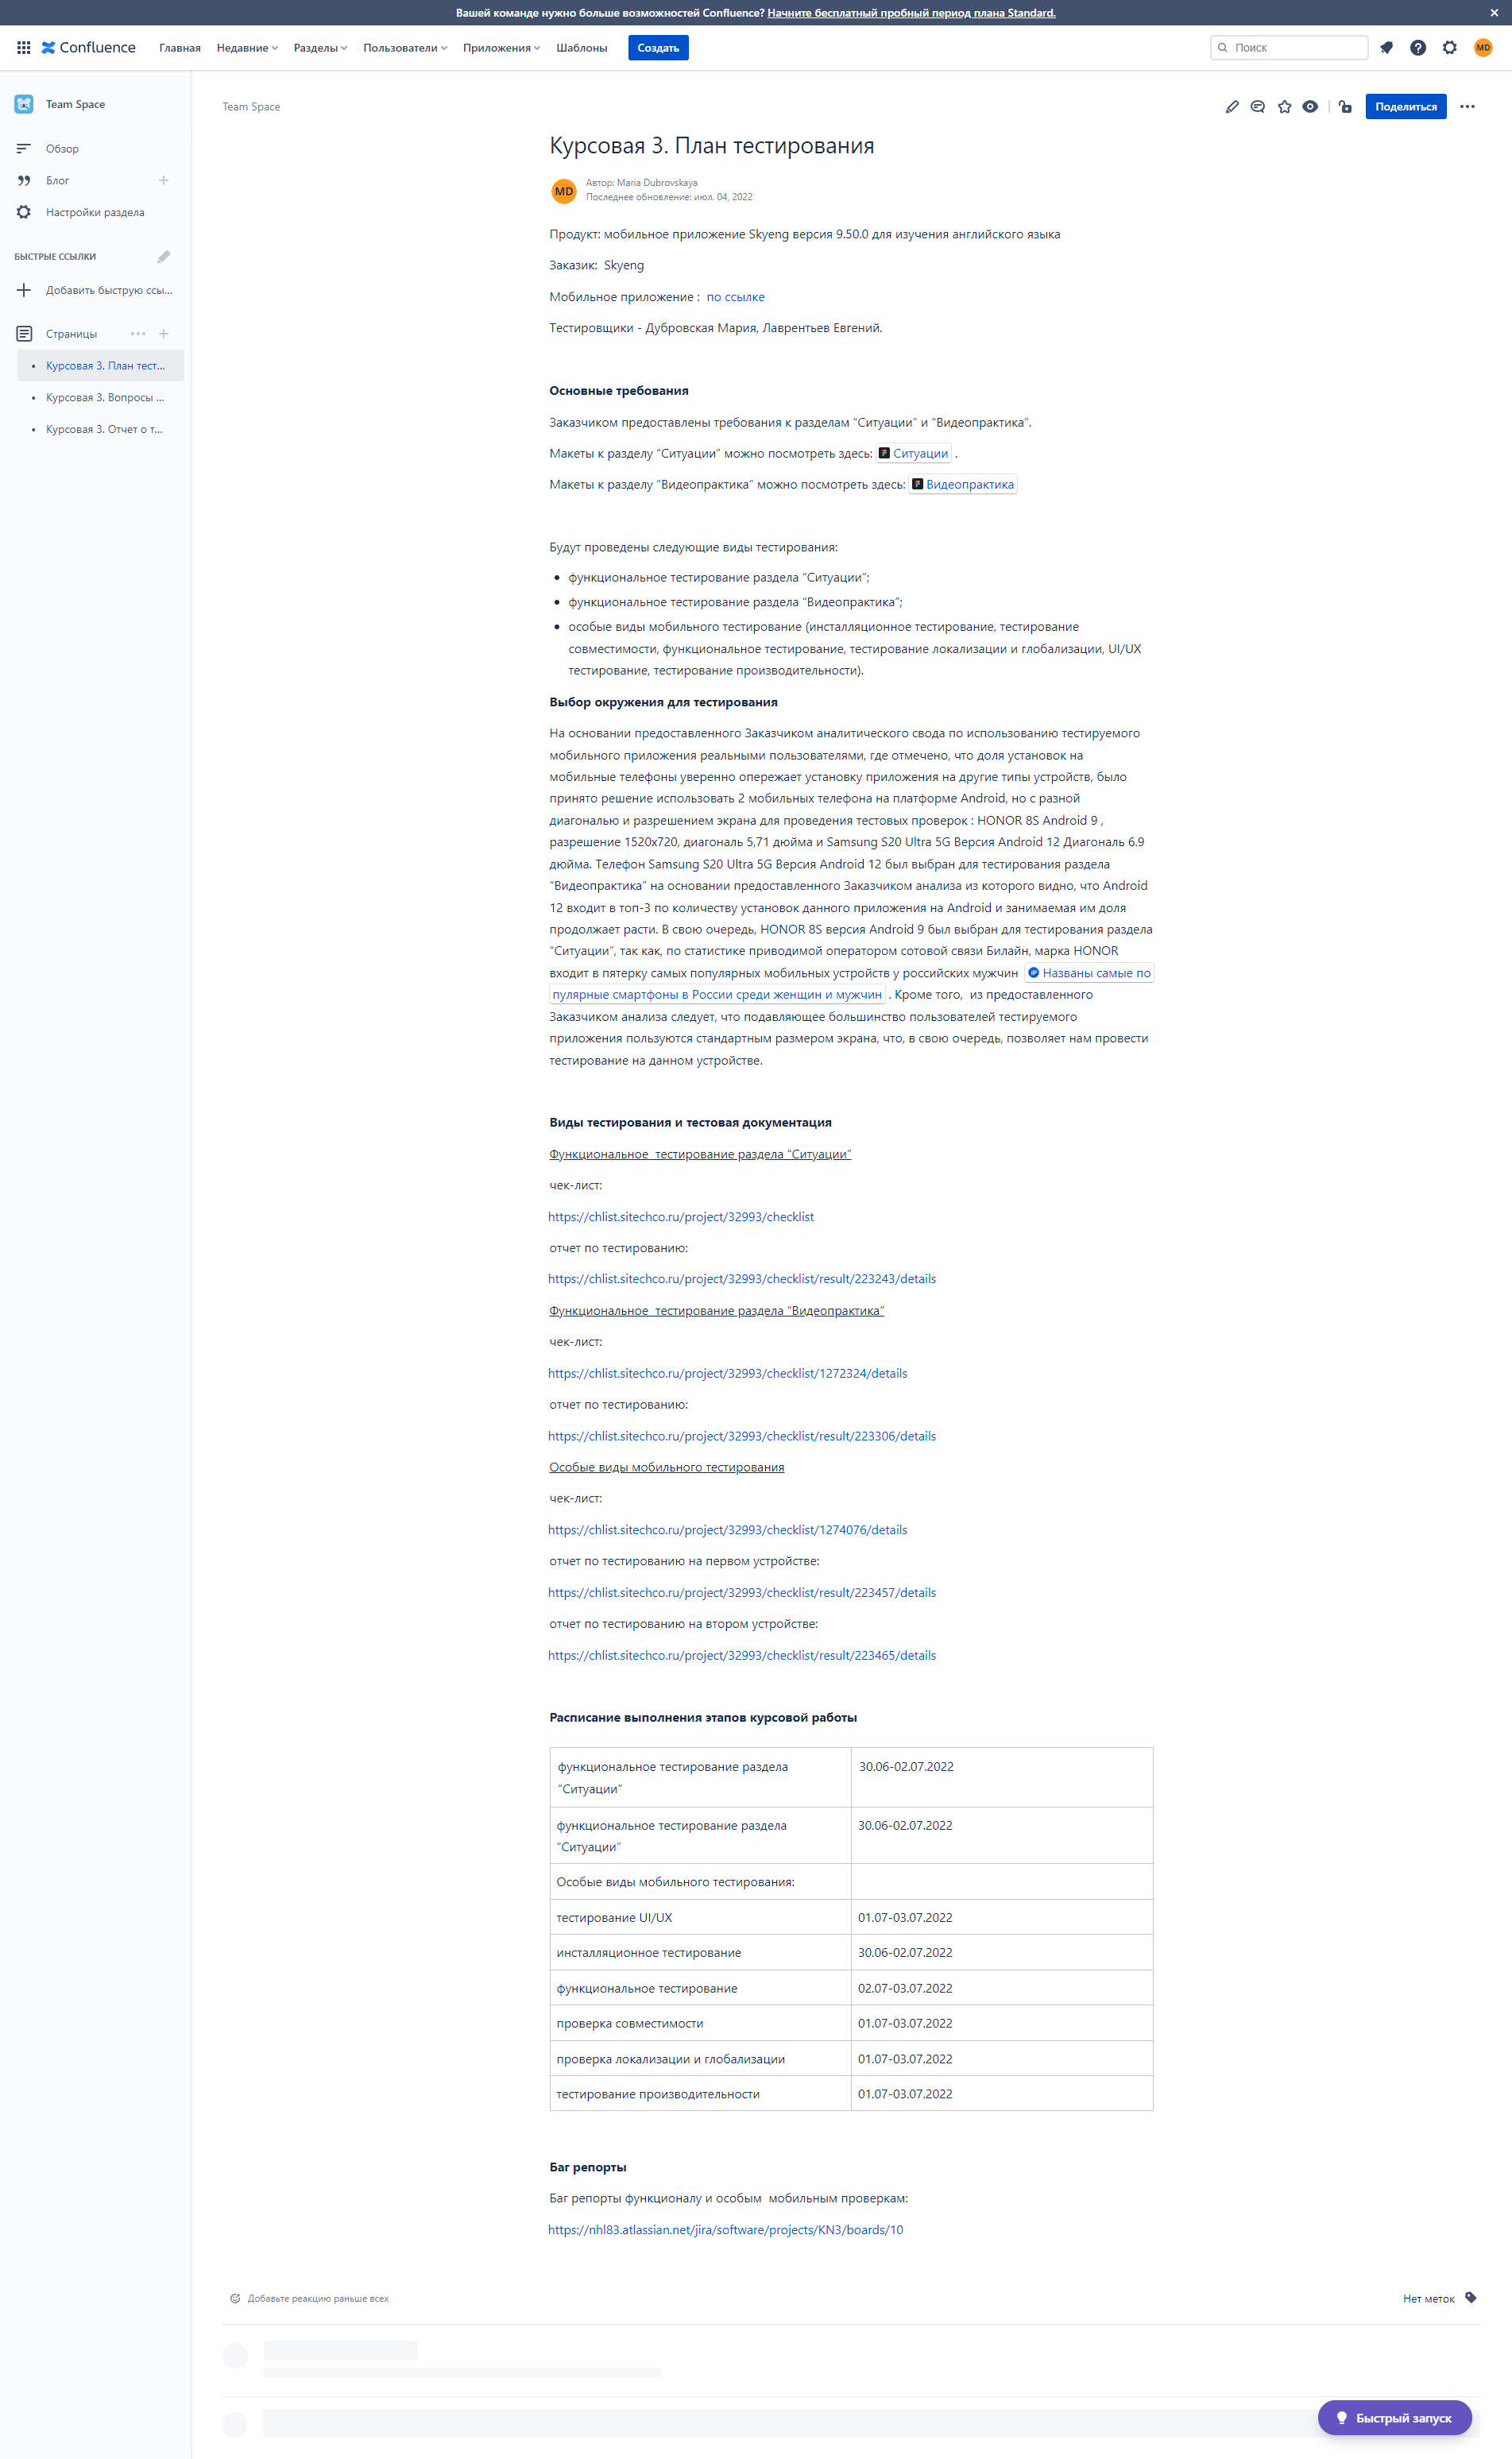 Вашей команде нужно больше возможностей Confluence? Начните бесплатный пробный период плана Standard.
Confluence Главная Недавние Разделы Пользователи Приложения Шаблоны Создать Поиск MD
Team Space
Обзор
Блог
Настройки раздела
БЫСТРЫЕ ССЫЛКИ
Добавить быструю ссы...
Страницы
Курсовая 3. План тест...
Курсовая 3. Вопросы ...
Курсовая 3. Отчет о т...
Team Space
Поделиться
Курсовая 3. План тестирования
MD
Автор: Maria Dubrovskaya
Последнее обновление: июл. 04, 2022
Продукт: мобильное приложение Skyeng версия 9.50.0 для изучения английского языка
Заказик: Skyeng
Мобильное приложение : по ссылке
Тестировщики - Дубровская Мария, Лаврентьев Евгений.
Основные требования
Заказчиком предоставлены требования к разделам “Ситуации” и “Видеопрактика”.
Макеты к разделу “Ситуации” можно посмотреть здесь: Ситуации .
Макеты к разделу “Видеопрактика” можно посмотреть здесь: Видеопрактика
Будут проведены следующие виды тестирования:
• функциональное тестирование раздела “Ситуации”;
• функциональное тестирование раздела “Видеопрактика”;
• особые виды мобильного тестирование (инсталляционное тестирование, тестирование
совместимости, функциональное тестирование, тестирование локализации и глобализации, UI/UX
тестирование, тестирование производительности).
Выбор окружения для тестирования
На основании предоставленного Заказчиком аналитического свода по использованию тестируемого
мобильного приложения реальными пользователями, где отмечено, что доля установок на
мобильные телефоны уверенно опережает установку приложения на другие типы устройств, было
принято решение использовать 2 мобильных телефона на платформе Android, но с разной
диагональю и разрешением экрана для проведения тестовых проверок : HONOR 8S Android 9 ,
разрешение 1520x720, диагональ 5,71 дюйма и Samsung S20 Ultra 5G Версия Android 12 Диагональ 6.9
дюйма. Телефон Samsung S20 Ultra 5G Версия Android 12 был выбран для тестирования раздела
“Видеопрактика” на основании предоставленного Заказчиком анализа из которого видно, что Android
12 входит в топ-3 по количеству установок данного приложения на Android и занимаемая им доля
продолжает расти. В свою очередь, HONOR 8S версия Android 9 был выбран для тестирования раздела
“Ситуации”, так как, по статистике приводимой оператором сотовой связи Билайн, марка HONOR
входит в пятерку самых популярных мобильных устройств у российских мужчин Названы самые по
пулярные смартфоны в России среди женщин и мужчин . Кроме того, из предоставленного
Заказчиком анализа следует, что подавляющее большинство пользователей тестируемого
приложения пользуются стандартным размером экрана, что, в свою очередь, позволяет нам провести
тестирование на данном устройстве.
Виды тестирования и тестовая документация
Функциональное тестирование раздела “Ситуации”
чек-лист:
https://chlist.sitechco.ru/project/32993/checklist
отчет по тестированию:
https://chlist.sitechco.ru/project/32993/checklist/result/223243/details
Функциональное тестирование раздела “Видеопрактика”
чек-лист:
https://chlist.sitechco.ru/project/32993/checklist/1272324/details
отчет по тестированию:
https://chlist.sitechco.ru/project/32993/checklist/result/223306/details
Особые виды мобильного тестирования
чек-лист:
https://chlist.sitechco.ru/project/32993/checklist/1274076/details
отчет по тестированию на первом устройстве:
https://chlist.sitechco.ru/project/32993/checklist/result/223457/details
отчет по тестированию на втором устройстве:
https://chlist.sitechco.ru/project/32993/checklist/result/223465/details
Расписание выполнения этапов курсовой работы
функциональное тестирование раздела 30.06-02.07.2022
“Ситуации”
функциональное тестирование раздела 30.06-02.07.2022
“Ситуации”
Особые виды мобильного тестирования:
тестирование UI/UX 01.07-03.07.2022
инсталляционное тестирование 30.06-02.07.2022
функциональное тестирование 02.07-03.07.2022
проверка совместимости 01.07-03.07.2022
проверка локализации и глобализации 01.07-03.07.2022
тестирование производительности 01.07-03.07.2022
Баг репорты
Баг репорты функционалу и особым мобильным проверкам:
https://nhl83.atlassian.net/jira/software/projects/KN3/boards/10
Добавьте реакцию раньше всех
Нет меток
Быстрый запуск